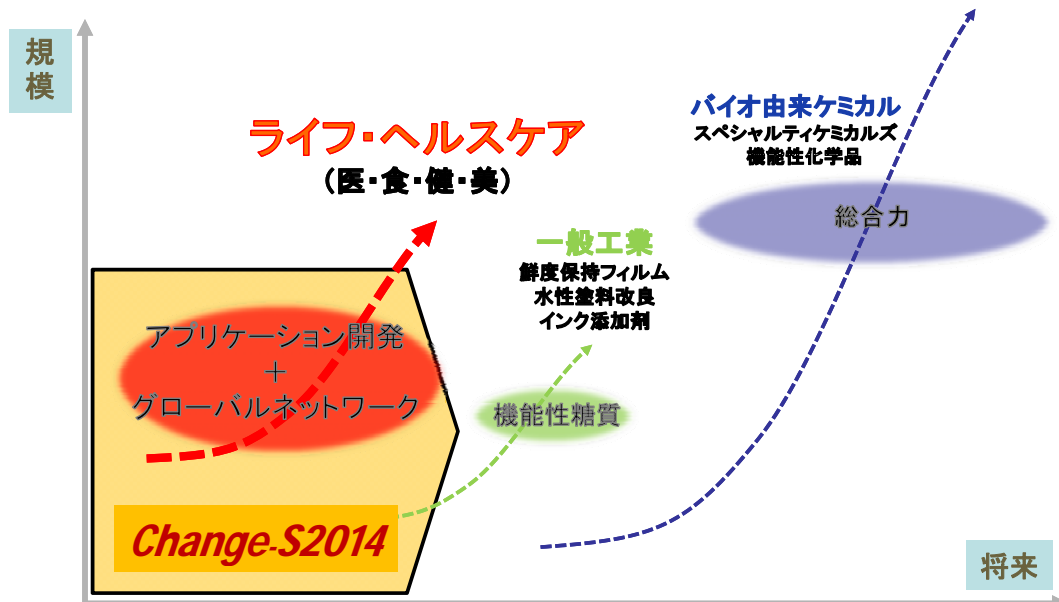 規
模
ライフ・ヘルスケア
（医・食・健・美）
バイオ由来ケミカル
スペシャルティケミカルズ
機能性化学品
総合力
一般工業
鮮度保持フィルム
水性塗料改良
インク添加剤
アプリケーション開発
＋
グローバルネットワーク
機能性糖質
Change-S2014
将来